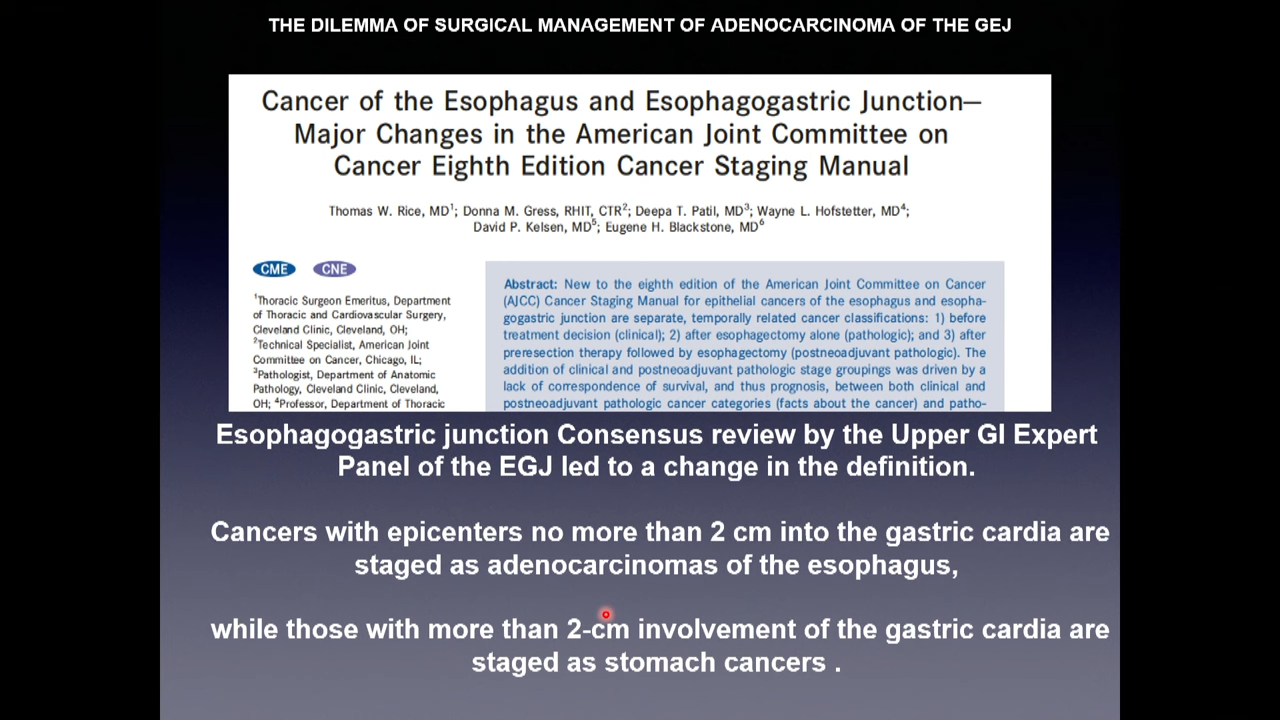 THE DILEMMA OF SURGICAL MANAGEMENT OF ADENOCARCINOMA OF THE GEJ
Cancer of the Esophagus and Esophagogastric Junction—
Major Changes in the American Joint Committee on
Cancer Eighth Edition Cancer Staging Manual
Thomas W. Rice, MD1; Donna M. Gress, RHIT, CTR2; Deepa T. Patil, MD3; Wayne L. Hofstetter, MD4;
David P. Kelsen, MD5; Eugene H. Blackstone, MD6
CME CNE
1Thoracic Surgeon Emeritus, Department
of Thoracic and Cardiovascular Surgery,
Cleveland Clinic, Cleveland, OH;
2Technical Specialist, American Joint
Committee on Cancer, Chicago, IL;
3Pathologist, Department of Anatomic
Pathology, Cleveland Clinic, Cleveland,
OH; 4Professor, Department of Thoracic
Abstract: New to the eighth edition of the American Joint Committee on Cancer
(AJCC) Cancer Staging Manual for epithelial cancers of the esophagus and esopha-
gogastric junction are separate, temporally related cancer classifications: 1) before
treatment decision (clinical); 2) after esophagectomy alone (pathologic); and 3) after
preresection therapy followed by esophagectomy (postneoadjuvant pathologic). The
addition of clinical and postneoadjuvant pathologic stage groupings was driven by a
lack of correspondence of survival, and thus prognosis, between both clinical and
postneoadjuvant pathologic cancer categories (facts about the cancer) and patho-
Esophagogastric junction Consensus review by the Upper GI Expert
Panel of the EGJ led to a change in the definition.
Cancers with epicenters no more than 2 cm into the gastric cardia are
staged as adenocarcinomas of the esophagus,
while those with more than 2-cm involvement of the gastric cardia are
staged as stomach cancers .